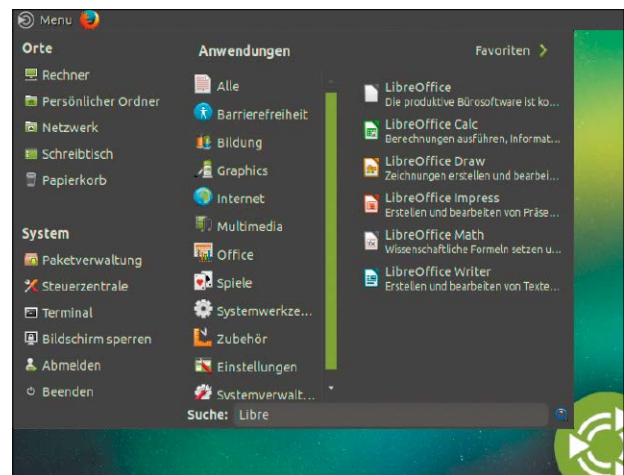 Menu
Orte
Rechner
Persönlicher Ordner
Netzwerk
Schreibtisch
Papierkorb
System
Paketverwaltung
Steuerzentrale
Terminal
Bildschirm sperren
Abmelden
Beenden
Anwendungen
Alle
Barrierefreiheit
Bildung
Graphics
Internet
Multimedia
Office
Spiele
Systemwerkze...
Zubehör
Einstellungen
Systemverwalt...
Favoriten >
LibreOffice
Die produktive Bürosoftware ist ko...
LibreOffice Calc
Berechnungen ausführen, Informat...
LibreOffice Draw
Zeichnungen erstellen und bearbei...
LibreOffice Impress
Erstellen und bearbeiten von Präse...
LibreOffice Math
Wissenschaftliche Formeln setzen u...
LibreOffice Writer
Erstellen und bearbeiten von Texte...
Suche: Libre